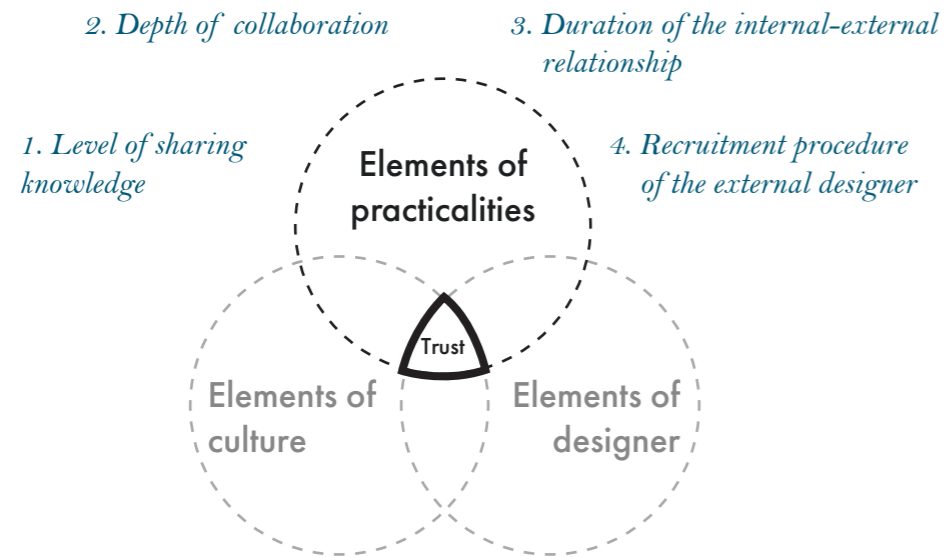 2. Depth of collaboration
3. Duration of the internal-external
relationship
1. Level of sharing
knowledge
4. Recruitment procedure
of the external designer
Elements of
practicalities
Trust
Elements of
culture
Elements of
designer